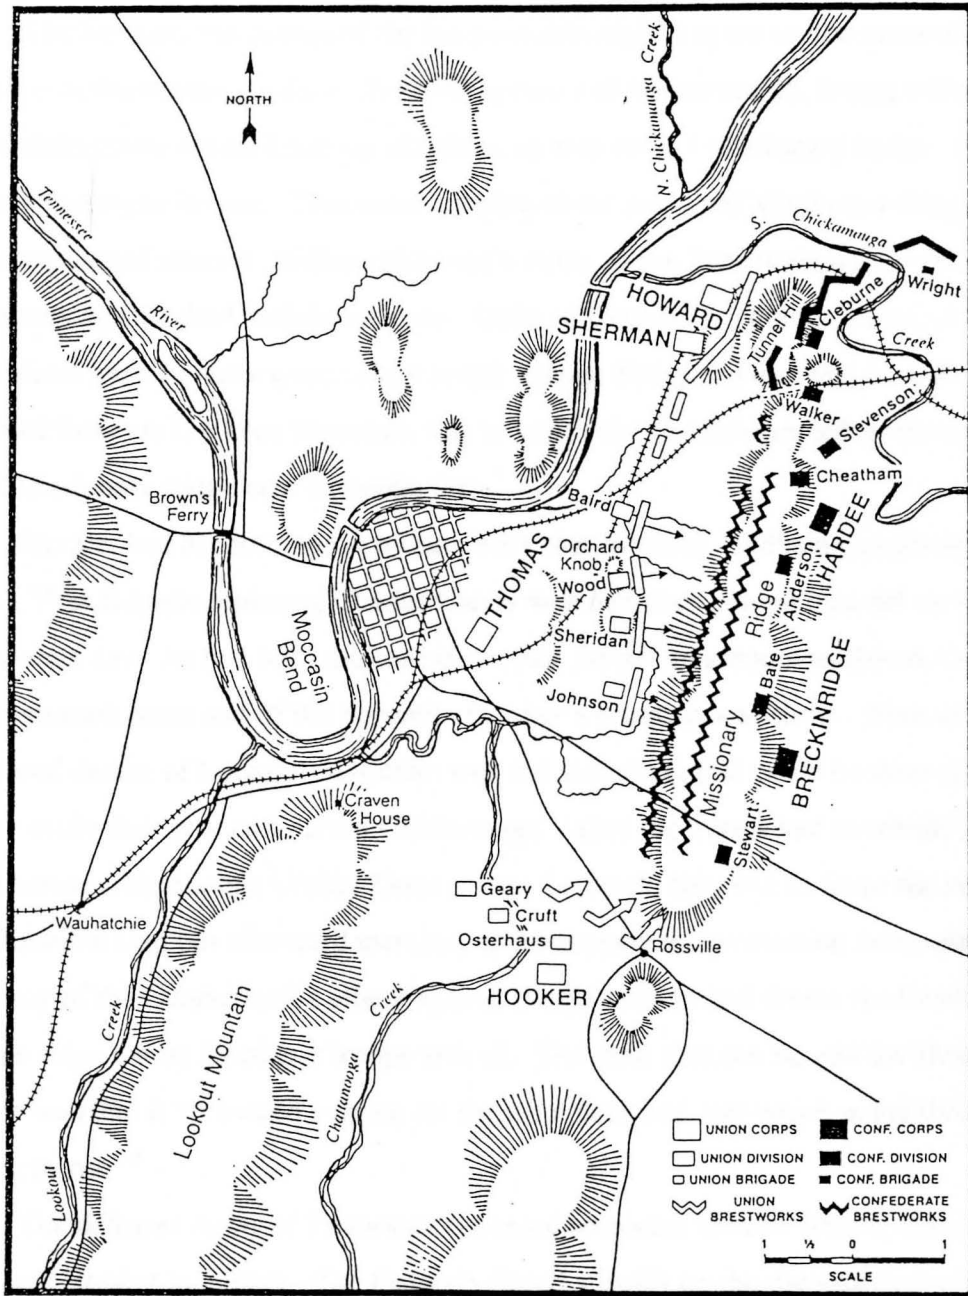 NORTH
N. Chickamauga Creek
Tennessee
River
S. Chickamauga
Creek
Wright
HOWARD
SHERMAN
Tunnel Hill
Cleburne
Walker
Stevenson
Cheatham
Brown's
Ferry
Baird
Orchard
Knob
Wood
THOMAS
Sheridan
Johnson
HARDEE
Anderson
Missionary Ridge
Bate
BRECKINRIDGE
Stewart
Moccasin
Bend
Craven
House
Wauhatchie
Geary
Cruft
Osterhaus
HOOKER
Rossville
Lookout Creek
Lookout Mountain
Chattanooga Creek
UNION CORPS
CONF. CORPS
UNION DIVISION
CONF. DIVISION
UNION BRIGADE
CONF. BRIGADE
UNION
BRESTWORKS
CONFEDERATE
BRESTWORKS
1 ½ 0 1
SCALE